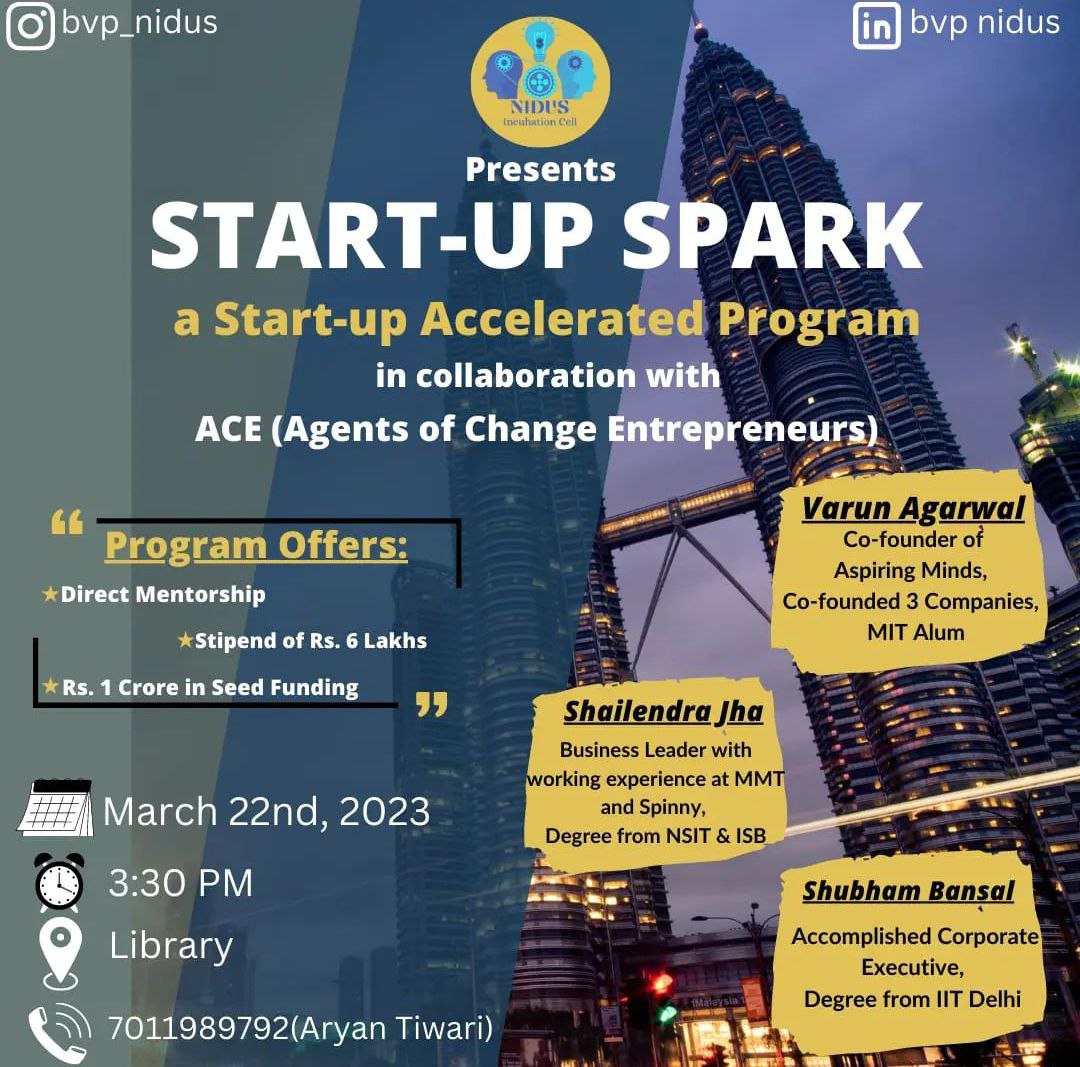 bvp_nidus
bvp nidus
NIDUS
Incubation Cell
Presents
START-UP SPARK
a Start-up Accelerated Program
in collaboration with
ACE (Agents of Change Entrepreneurs)
“
Program Offers:
★Direct Mentorship
★Stipend of Rs. 6 Lakhs
★Rs. 1 Crore in Seed Funding
”
March 22nd, 2023
3:30 PM
Library
7011989792(Aryan Tiwari)
Varun Agarwal
Co-founder of
Aspiring Minds,
Co-founded 3 Companies,
MIT Alum
Shailendra Jha
Business Leader with
working experience at MMT
and Spinny,
Degree from NSIT & ISB
Shubham Bansal
Accomplished Corporate
Executive,
Degree from IIT Delhi
1Malaysia